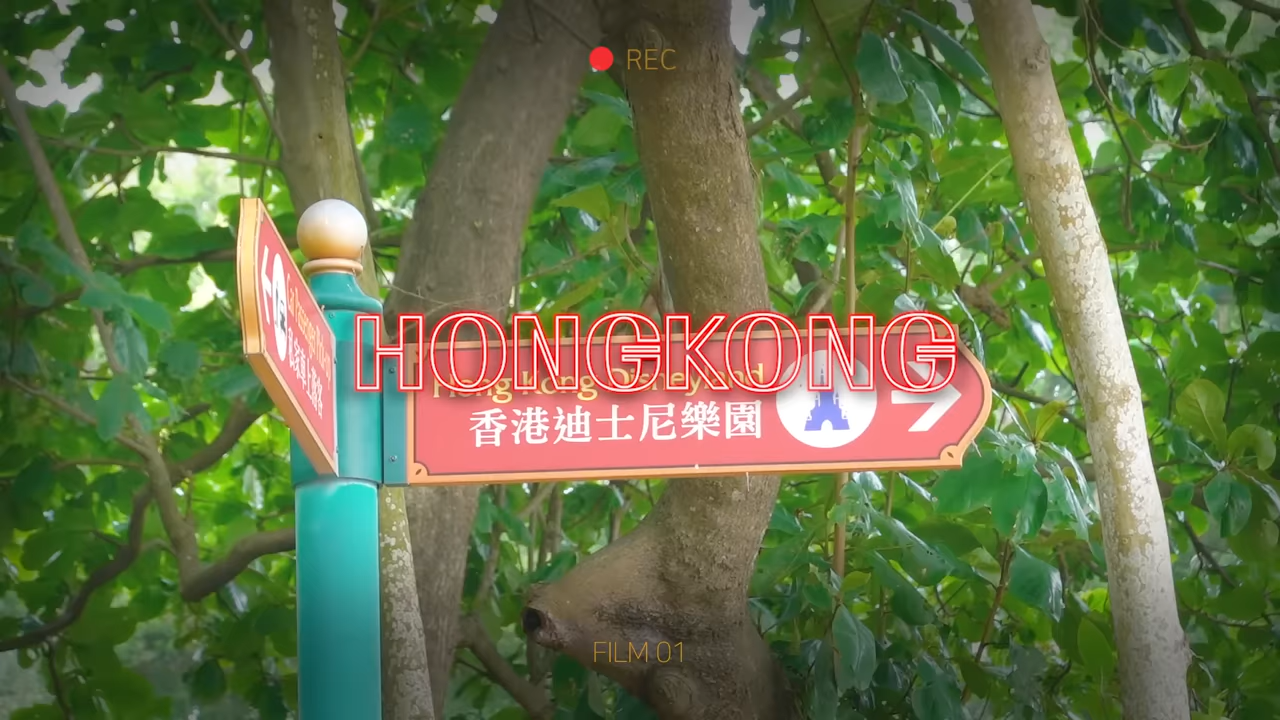 REC
HONGKONG
Hong Kong Disneyland
香港迪士尼樂園
FILM 01